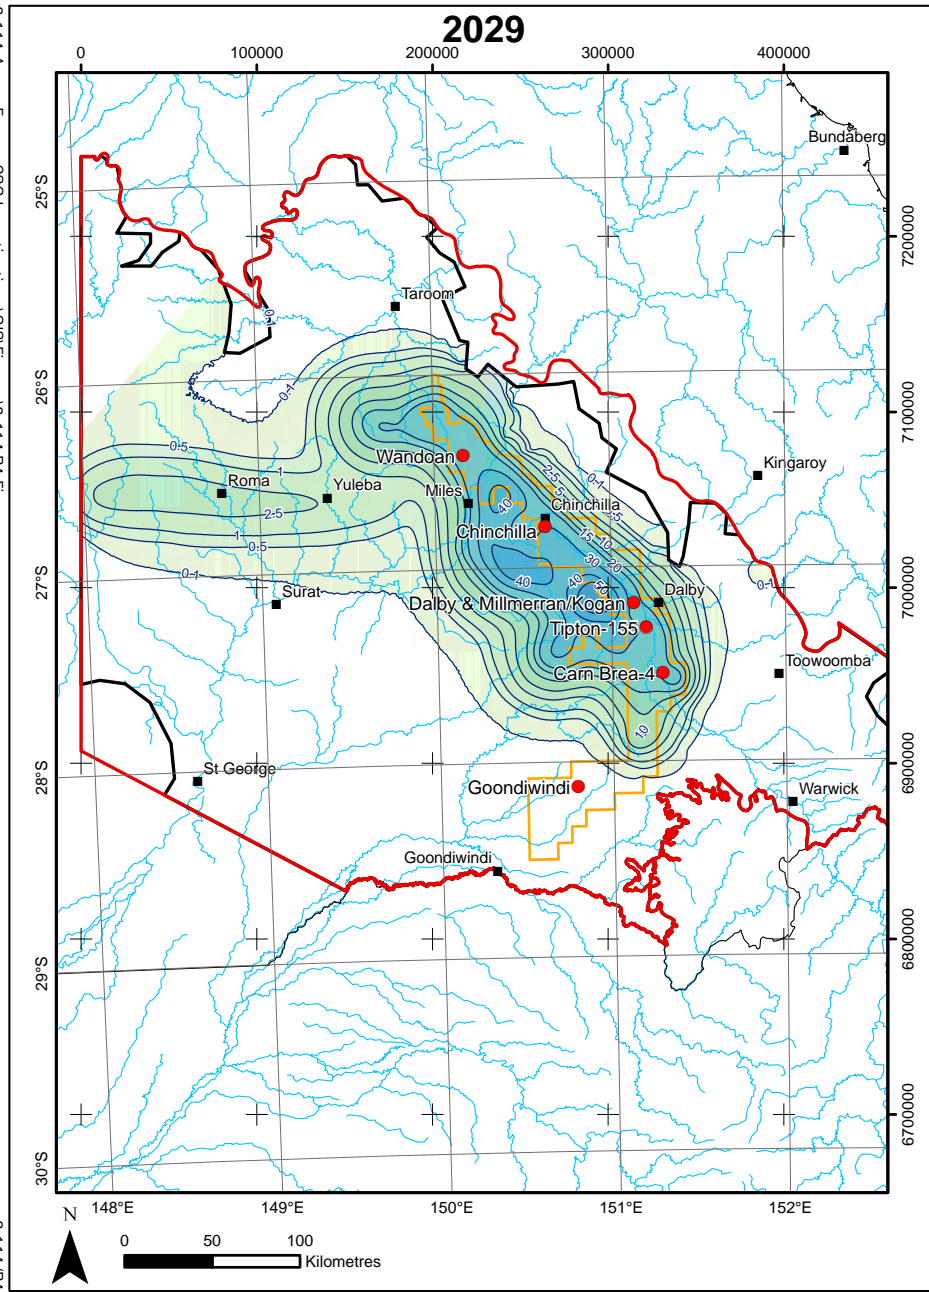 2029
0 100000 200000 300000 400000
Bundaberg
25°S
7200000
Taroom
0.1
26°S
0.1
7100000
0.5
1
Wandoan
Kingaroy
2.5
0.1
Roma
Yuleba
Miles
40
Chinchilla
Chinchilla
2.5
15
10
1
0.5
30
20
0.1
40
40
50
0.1
27°S
Surat
Dalby & Millmerran/Kogan
Dalby
7000000
Tipton-155
Carn Brea-4
Toowoomba
10
28°S
St George
6900000
Goondiwindi
Warwick
Goondiwindi
29°S
6800000
6700000
30°S
148°E 149°E 150°E 151°E 152°E
N
0 50 100
Kilometres